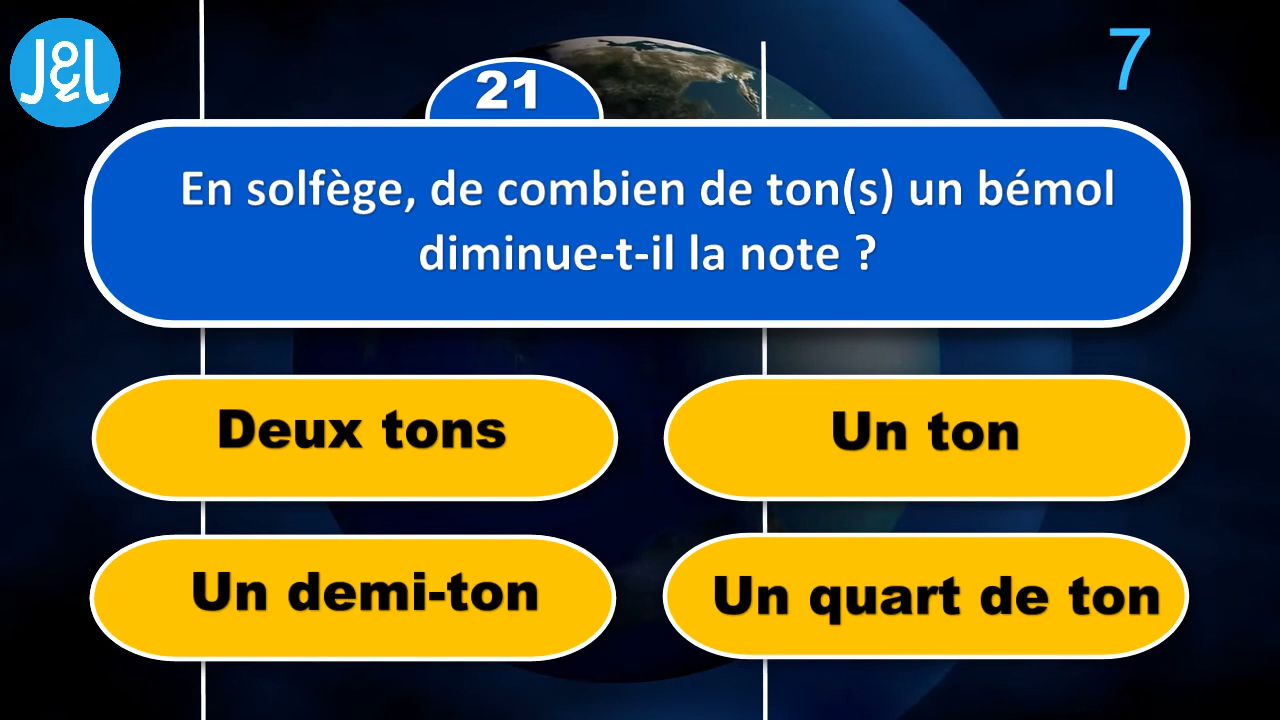 J&L
7
21
En solfège, de combien de ton(s) un bémol
diminue-t-il la note ?
Deux tons
Un ton
Un demi-ton
Un quart de ton